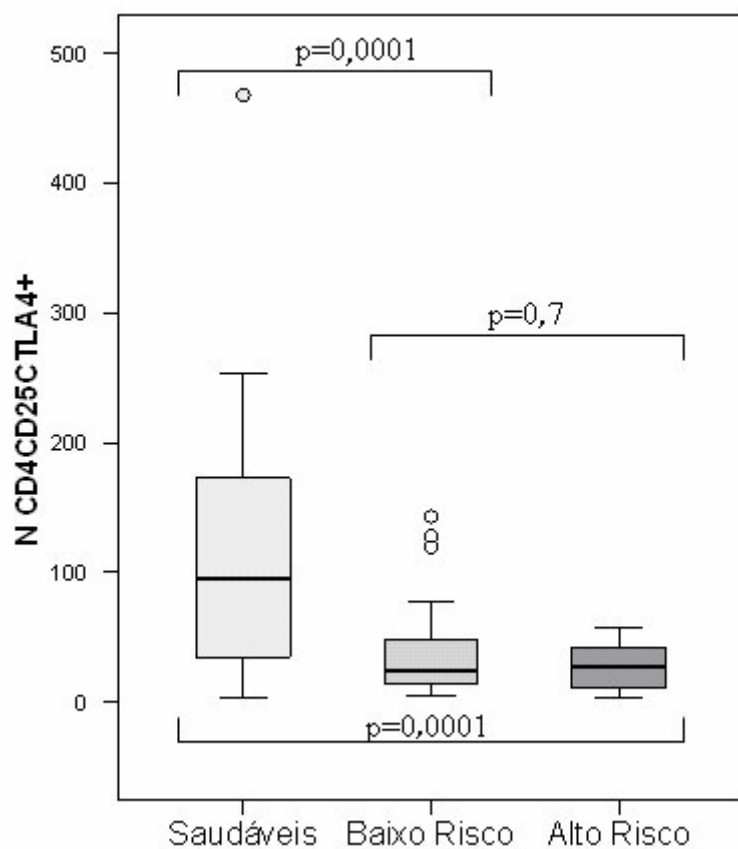 500
p=0,0001
400
300
p=0,7
200
100
0
p=0,0001
N CD4CD25CTLA4+
Saudáveis Baixo Risco Alto Risco